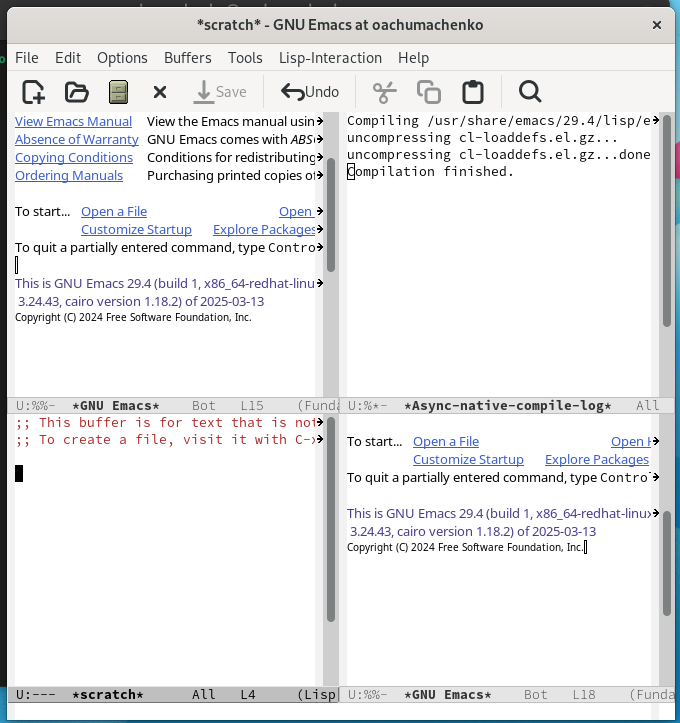 *scratch* - GNU Emacs at oachumachenko
File Edit Options Buffers Tools Lisp-Interaction Help
Save Undo
View Emacs Manual View the Emacs manual usin
Absence of Warranty GNU Emacs comes with ABS
Copying Conditions Conditions for redistributing
Ordering Manuals Purchasing printed copies of
To start... Open a File Open
Customize Startup Explore Packages
To quit a partially entered command, type Contro
This is GNU Emacs 29.4 (build 1, x86_64-redhat-linu
3.24.43, cairo version 1.18.2) of 2025-03-13
Copyright (C) 2024 Free Software Foundation, Inc.
U:%%- *GNU Emacs* Bot L15 (Funda
Compiling /usr/share/emacs/29.4/lisp/e
uncompressing cl-loaddefs.el.gz...
uncompressing cl-loaddefs.el.gz...done
Compilation finished.
U:%*- *Async-native-compile-log* All
;; This buffer is for text that is not
;; To create a file, visit it with C-x
U:--- *scratch* All L4 (Lisp
To start... Open a File Open H
Customize Startup Explore Packages
To quit a partially entered command, type Contro
This is GNU Emacs 29.4 (build 1, x86_64-redhat-linux
3.24.43, cairo version 1.18.2) of 2025-03-13
Copyright (C) 2024 Free Software Foundation, Inc.
U:%%- *GNU Emacs* Bot L18 (Funda